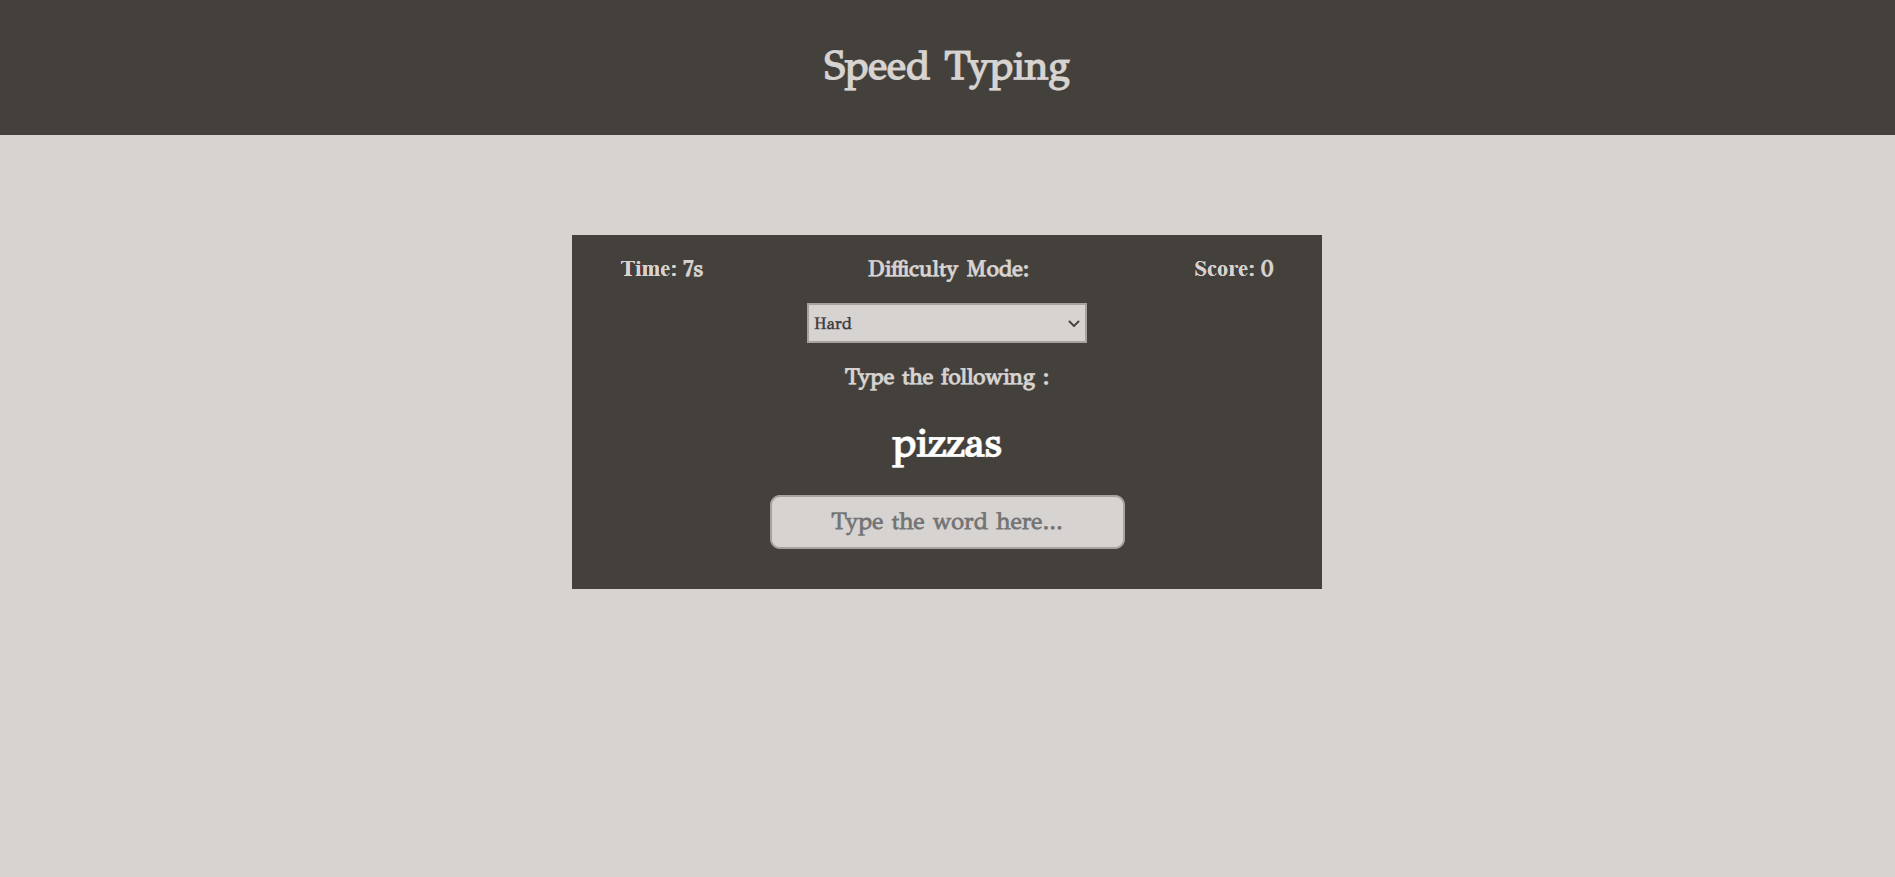 Speed Typing
Time: 7s
Difficulty Mode:
Score: 0
Hard
Type the following :
pizzas
Type the word here...